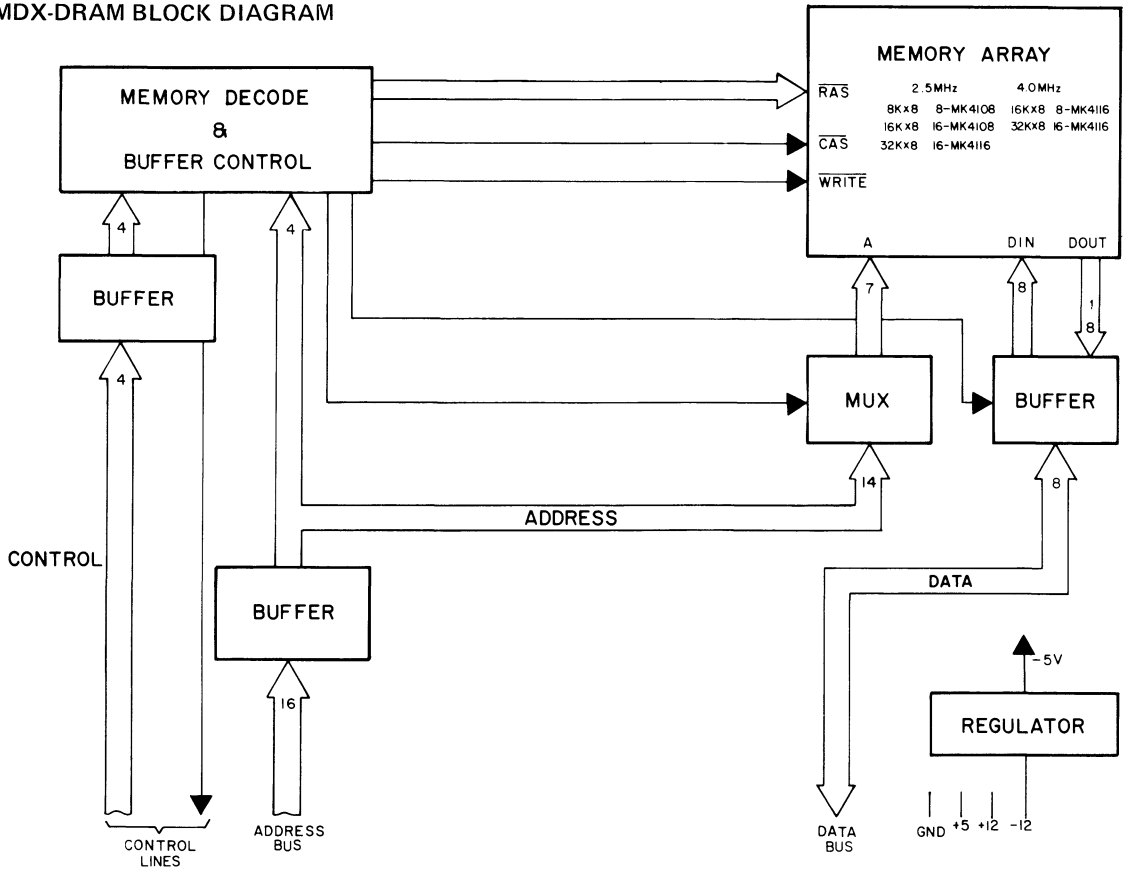 MDX-DRAM BLOCK DIAGRAM
MEMORY DECODE
&
BUFFER CONTROL
MEMORY ARRAY
RAS
2.5MHz 4.0MHz
8K×8 8-MK4108 16K×8 8-MK4116
16K×8 16-MK4108 32K×8 16-MK4116
CAS
32K×8 16-MK4116
WRITE
A DIN DOUT
4
4
7
8
1
8
BUFFER
4
MUX
BUFFER
14
8
ADDRESS
CONTROL
BUFFER
DATA
16
-5V
REGULATOR
GND +5 +12 -12
CONTROL
LINES
ADDRESS
BUS
DATA
BUS